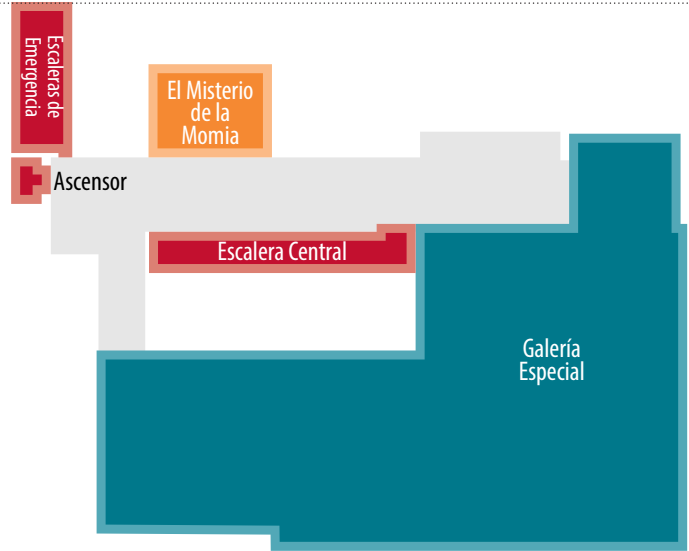 Escaleras de
Emergencia
El Misterio
de la
Momia
Ascensor
Escalera Central
Galería
Especial